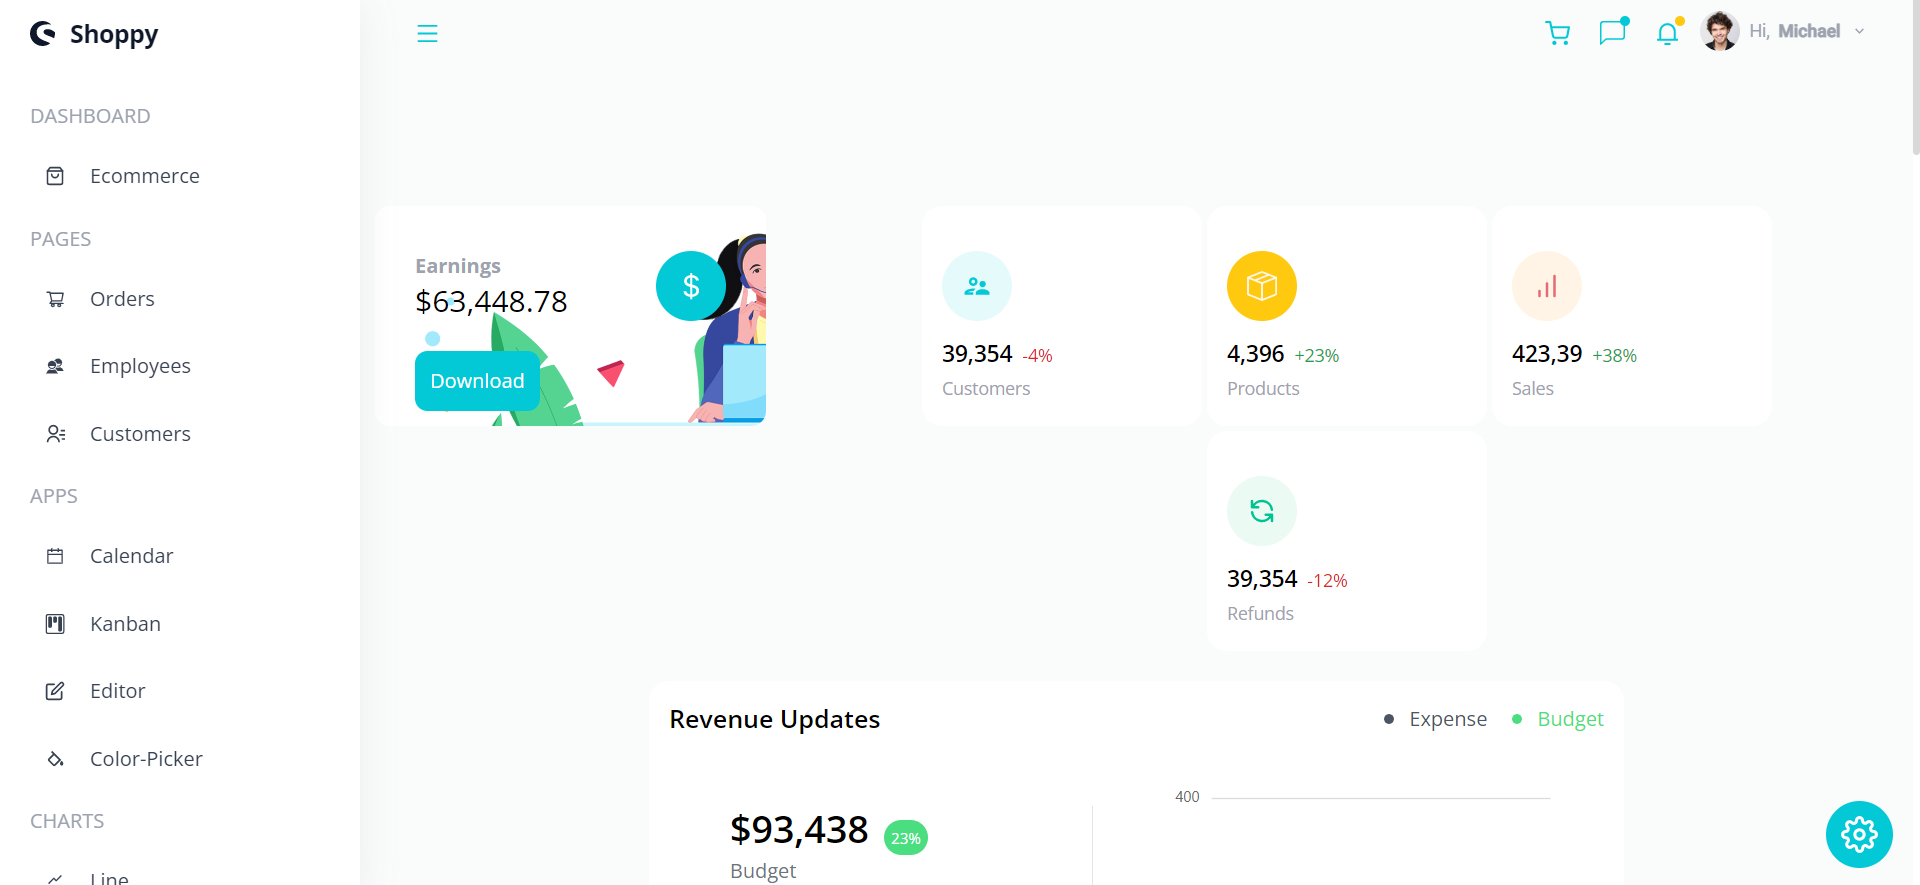 Shoppy
Hi, Michael
DASHBOARD
Ecommerce
PAGES
Orders
Employees
Customers
APPS
Calendar
Kanban
Editor
Color-Picker
CHARTS
Line
Earnings
$63,448.78
$
Download
39,354 -4%
Customers
4,396 +23%
Products
423,39 +38%
Sales
39,354 -12%
Refunds
Revenue Updates
Expense
Budget
$93,438 23%
Budget
400